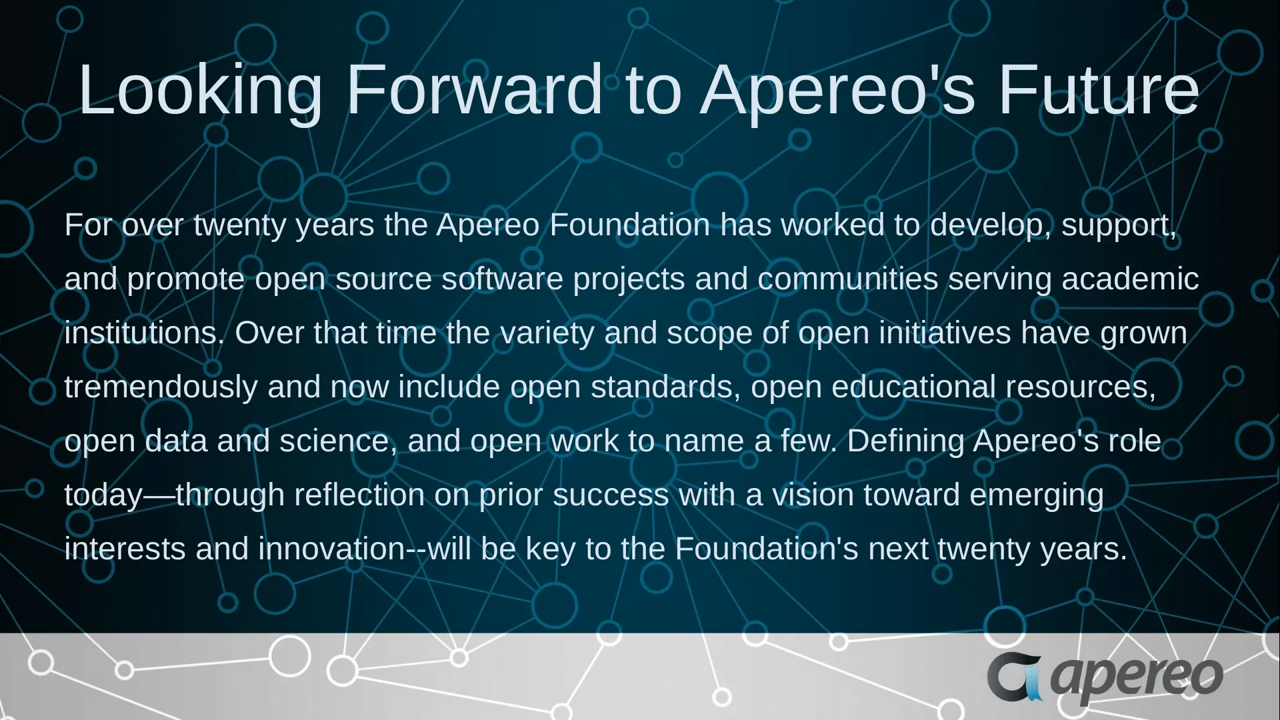 Looking Forward to Apereo's Future
For over twenty years the Apereo Foundation has worked to develop, support,
and promote open source software projects and communities serving academic
institutions. Over that time the variety and scope of open initiatives have grown
tremendously and now include open standards, open educational resources,
open data and science, and open work to name a few. Defining Apereo's role
today—through reflection on prior success with a vision toward emerging
interests and innovation--will be key to the Foundation's next twenty years.
apereo